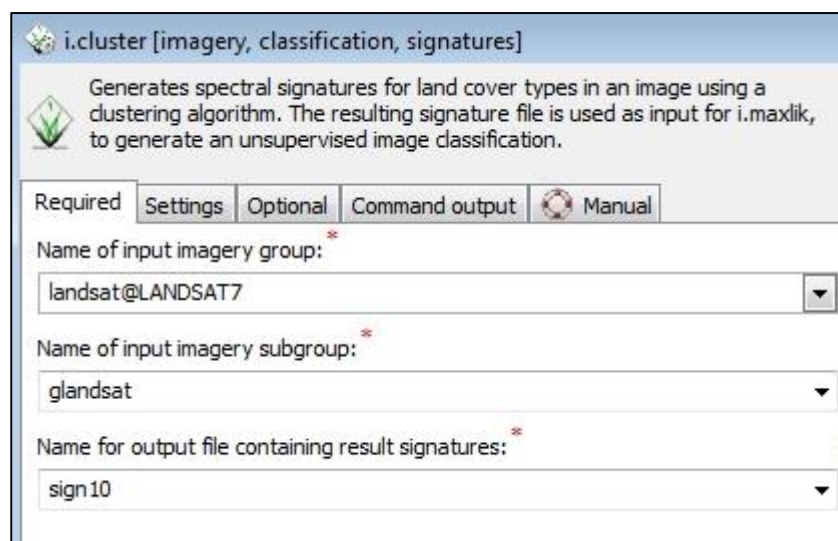 i.cluster [imagery, classification, signatures]
Generates spectral signatures for land cover types in an image using a
clustering algorithm. The resulting signature file is used as input for i.maxlik,
to generate an unsupervised image classification.
Required Settings Optional Command output Manual
Name of input imagery group:*
landsat@LANDSAT7
Name of input imagery subgroup:*
glandsat
Name for output file containing result signatures:*
sign10